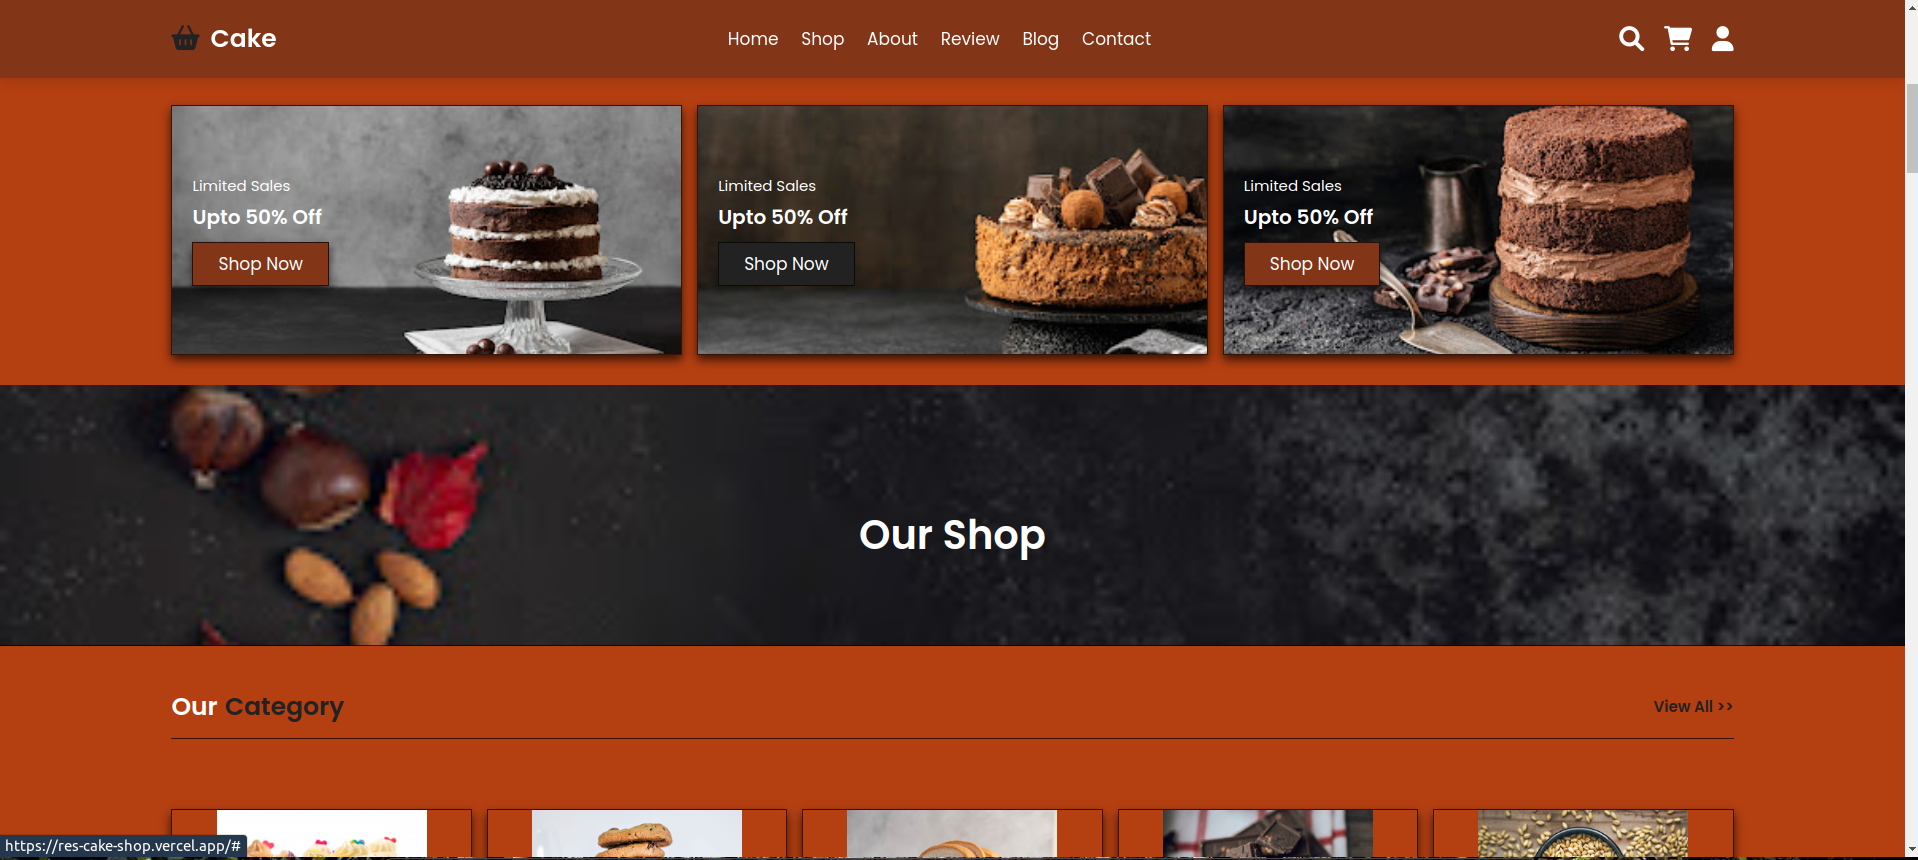 Cake
Home Shop About Review Blog Contact
Limited Sales
Upto 50% Off
Shop Now
Limited Sales
Upto 50% Off
Shop Now
Limited Sales
Upto 50% Off
Shop Now
Our Shop
Our Category
View All >>
https://res-cake-shop.vercel.app/#